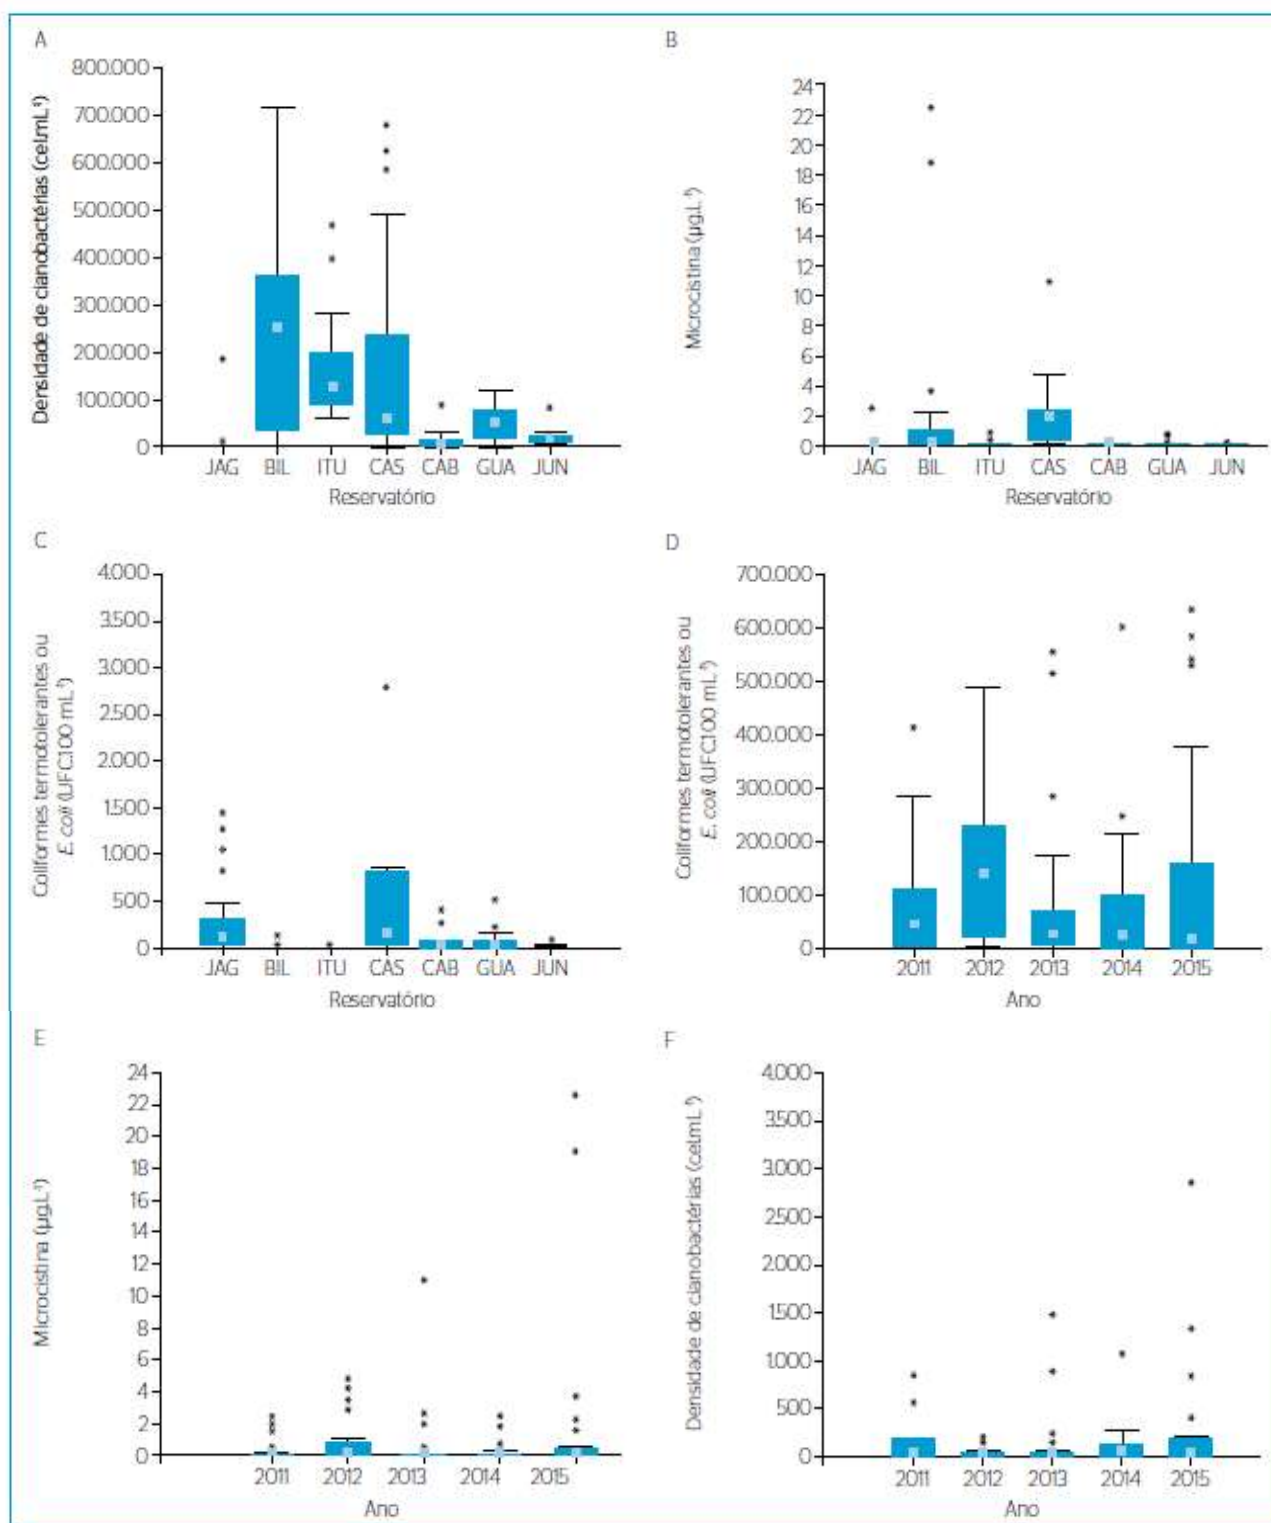 A
Densidade de cianobactérias (cel.mL⁻¹)
800.000
700.000
600.000
500.000
400.000
300.000
200.000
100.000
0
JAG BIL ITU CAS CAB GUA JUN
Reservatório
B
Microcistina (µg.L⁻¹)
24
22
20
18
16
14
12
10
8
6
4
2
0
JAG BIL ITU CAS CAB GUA JUN
Reservatório
C
Coliformes termotolerantes ou
E. coli (UFC.100 mL⁻¹)
4.000
3.500
3.000
2.500
2.000
1.500
1.000
500
0
JAG BIL ITU CAS CAB GUA JUN
Reservatório
D
Coliformes termotolerantes ou
E. coli (UFC.100 mL⁻¹)
700.000
600.000
500.000
400.000
300.000
200.000
100.000
0
2011 2012 2013 2014 2015
Ano
E
Microcistina (µg.L⁻¹)
24
22
20
18
16
14
12
10
8
6
4
2
0
2011 2012 2013 2014 2015
Ano
F
Densidade de cianobactérias (cel.mL⁻¹)
4.000
3.500
3.000
2.500
2.000
1.500
1.000
500
0
2011 2012 2013 2014 2015
Ano